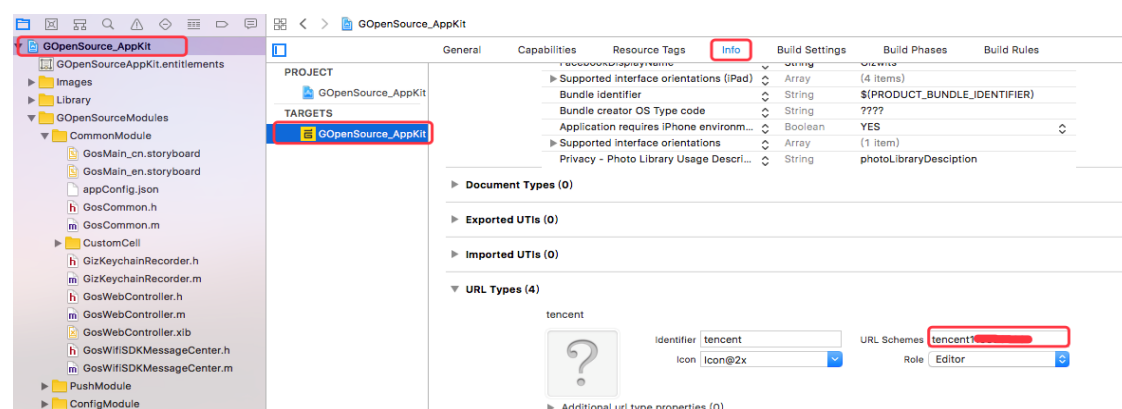 GOpenSource_AppKit
GOpenSource_AppKit
GOpenSourceAppKit.entitlements
Images
Library
GOpenSourceModules
CommonModule
GosMain_cn.storyboard
GosMain_en.storyboard
appConfig.json
GosCommon.h
GosCommon.m
CustomCell
GizKeychainRecorder.h
GizKeychainRecorder.m
GosWebController.h
GosWebController.m
GosWebController.xib
GosWifiSDKMessageCenter.h
GosWifiSDKMessageCenter.m
PushModule
ConfigModule
General Capabilities Resource Tags Info Build Settings Build Phases Build Rules
PROJECT
GOpenSource_AppKit
TARGETS
GOpenSource_AppKit
FacebookDisplayName String Gizwits
Supported interface orientations (iPad) Array (4 items)
Bundle identifier String $(PRODUCT_BUNDLE_IDENTIFIER)
Bundle creator OS Type code String ????
Application requires iPhone environm... Boolean YES
Supported interface orientations Array (1 item)
Privacy - Photo Library Usage Descri... String photoLibraryDesciption
Document Types (0)
Exported UTIs (0)
Imported UTIs (0)
URL Types (4)
tencent
Identifier tencent URL Schemes tencent1
Icon Icon@2x Role Editor
Additional url type properties (0)